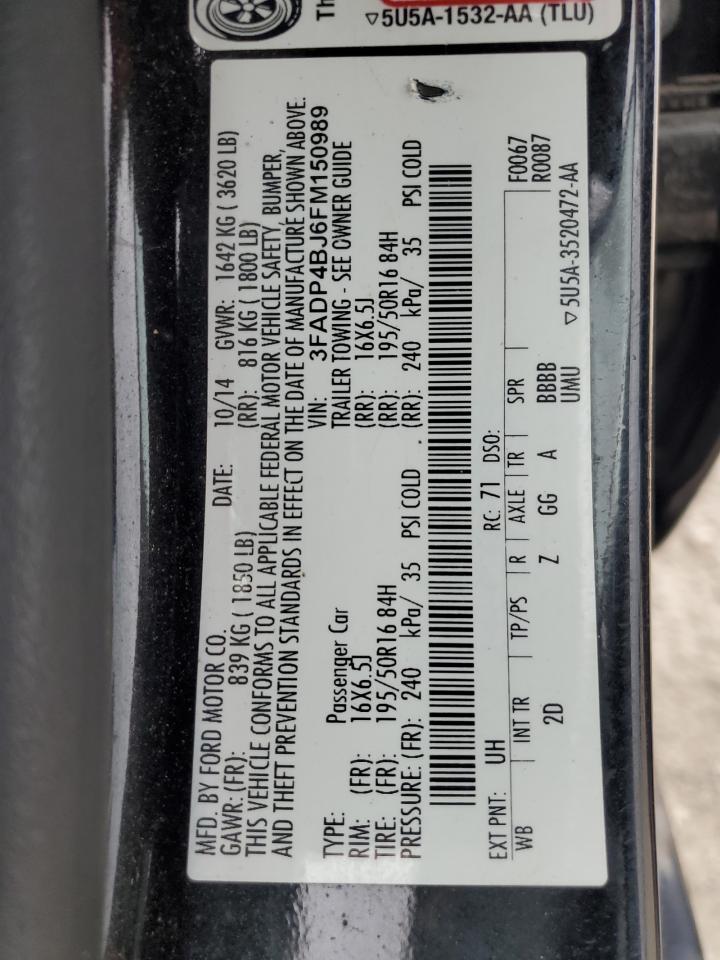 Th
▽5U5A-1532-AA (TLU)
MFD. BY FORD MOTOR CO. DATE: 10/14 GVWR: 1642 KG ( 3620 LB)
GAWR: (FR): 839 KG ( 1850 LB) (RR): 816 KG ( 1800 LB)
THIS VEHICLE CONFORMS TO ALL APPLICABLE FEDERAL MOTOR VEHICLE SAFETY, BUMPER,
AND THEFT PREVENTION STANDARDS IN EFFECT ON THE DATE OF MANUFACTURE SHOWN ABOVE.
VIN: 3FADP4BJ6FM150989
TYPE: Passenger Car TRAILER TOWING - SEE OWNER GUIDE
RIM: (FR): 16X6.5J (RR): 16X6.5J
TIRE: (FR): 195/50R16 84H (RR): 195/50R16 84H
PRESSURE: (FR): 240 kPa/ 35 PSI COLD (RR): 240 kPa/ 35 PSI COLD
EXT PNT: UH RC: 71 DSO: F0067
WB INT TR TP/PS R AXLE TR SPR R0087
2D Z GG A BBBB
UMU ▽5U5A-3520472-AA